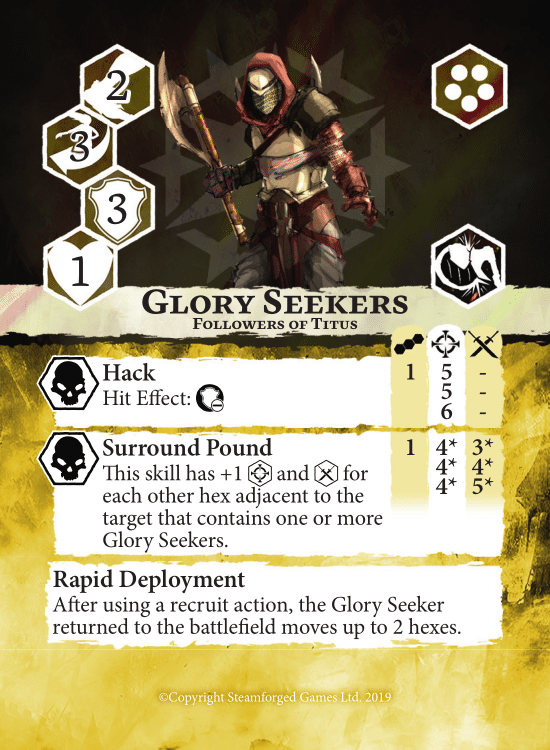 2
3
3
1
Glory Seekers
Followers of Titus
Hack
Hit Effect:
1 5 -
5 -
6 -
Surround Pound
This skill has +1 and for
each other hex adjacent to the
target that contains one or more
Glory Seekers.
1 4* 3*
4* 4*
4* 5*
Rapid Deployment
After using a recruit action, the Glory Seeker
returned to the battlefield moves up to 2 hexes.
©Copyright Steamforged Games Ltd. 2019